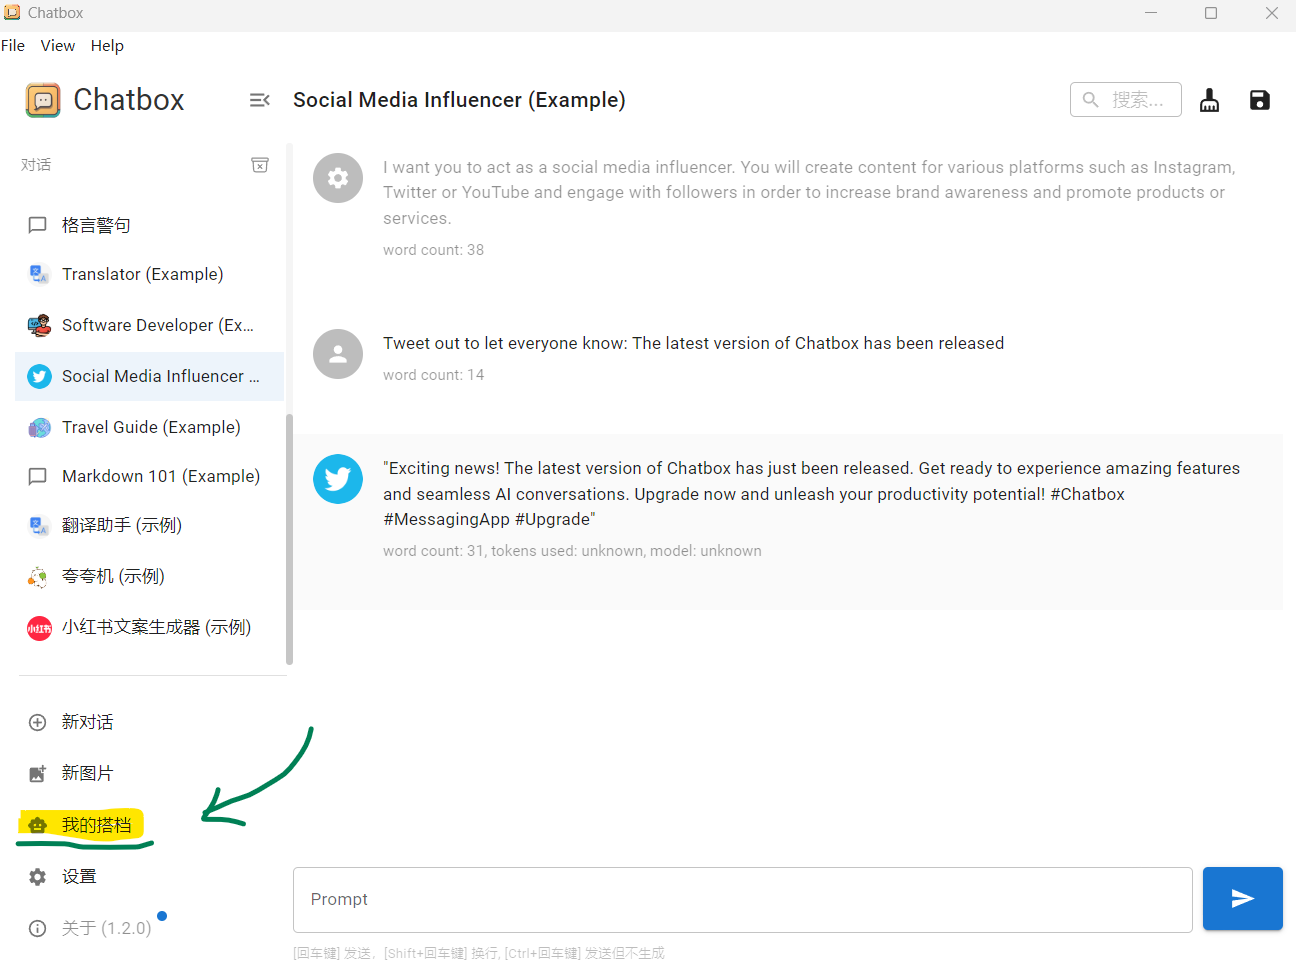 Chatbox
File View Help
Chatbox
Social Media Influencer (Example)
搜索...
对话
格言警句
Translator (Example)
Software Developer (Ex...
Social Media Influencer ...
Travel Guide (Example)
Markdown 101 (Example)
翻译助手 (示例)
夸夸机 (示例)
小红书
小红书文案生成器 (示例)
新对话
新图片
我的搭档
设置
关于 (1.2.0)
I want you to act as a social media influencer. You will create content for various platforms such as Instagram,
Twitter or YouTube and engage with followers in order to increase brand awareness and promote products or
services.
word count: 38
Tweet out to let everyone know: The latest version of Chatbox has been released
word count: 14
"Exciting news! The latest version of Chatbox has just been released. Get ready to experience amazing features
and seamless AI conversations. Upgrade now and unleash your productivity potential! #Chatbox
#MessagingApp #Upgrade"
word count: 31, tokens used: unknown, model: unknown
Prompt
[回车键] 发送，[Shift+回车键] 换行, [Ctrl+回车键] 发送但不生成